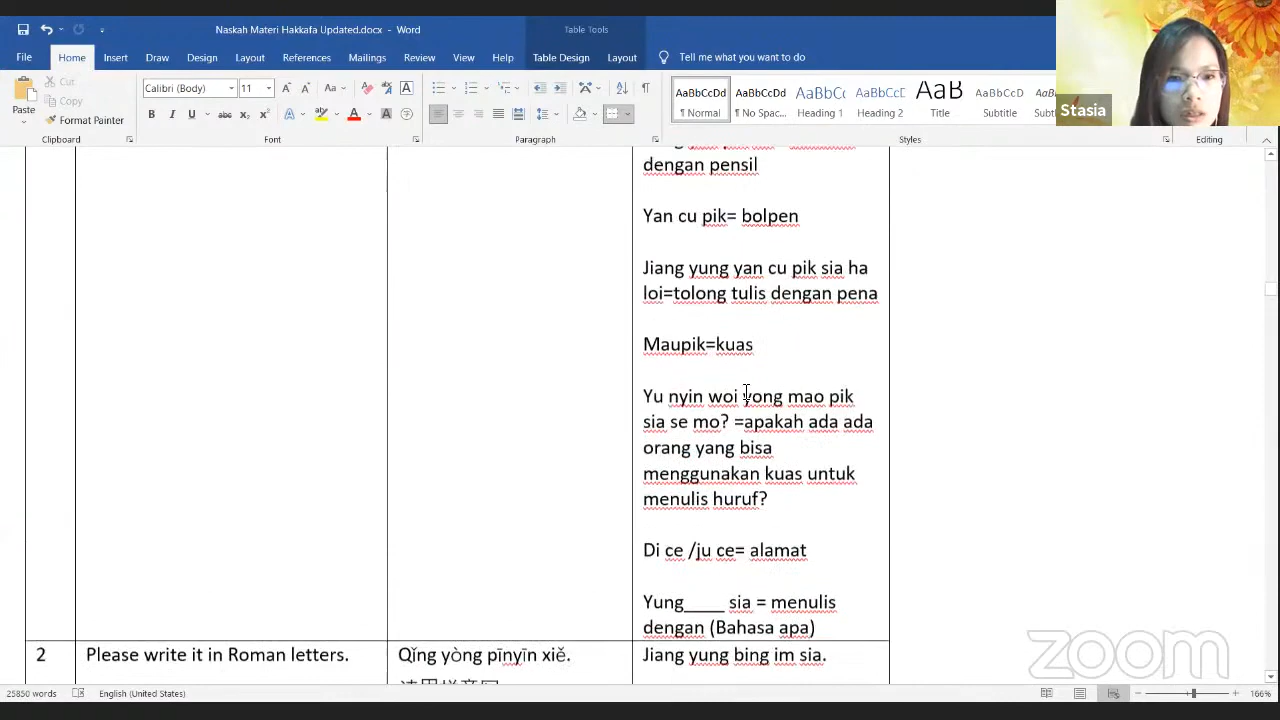 Naskah Materi Hakkafa Updated.docx - Word
Table Tools
File Home Insert Draw Design Layout References Mailings Review View Help Table Design Layout Tell me what you want to do
Stasia
Paste
Cut
Copy
Format Painter
Calibri (Body) 11
AaBbCcDd AaBbCcDd AaBbCc AaBbCcC AaB AaBbCcD
¶ Normal ¶ No Spac... Heading 1 Heading 2 Title Subtitle
Clipboard Font Paragraph Styles Editing
dengan pensil
Yan cu pik= bolpen
Jiang yung yan cu pik sia ha
loi=tolong tulis dengan pena
Maupik=kuas
Yu nyin woi yong mao pik
sia se mo? =apakah ada ada
orang yang bisa
menggunakan kuas untuk
menulis huruf?
Di ce /ju ce= alamat
Yung____ sia = menulis
dengan (Bahasa apa)
2 Please write it in Roman letters. Qǐng yòng pīnyīn xiě. Jiang yung bing im sia.
zoom
25850 words English (United States) 166%